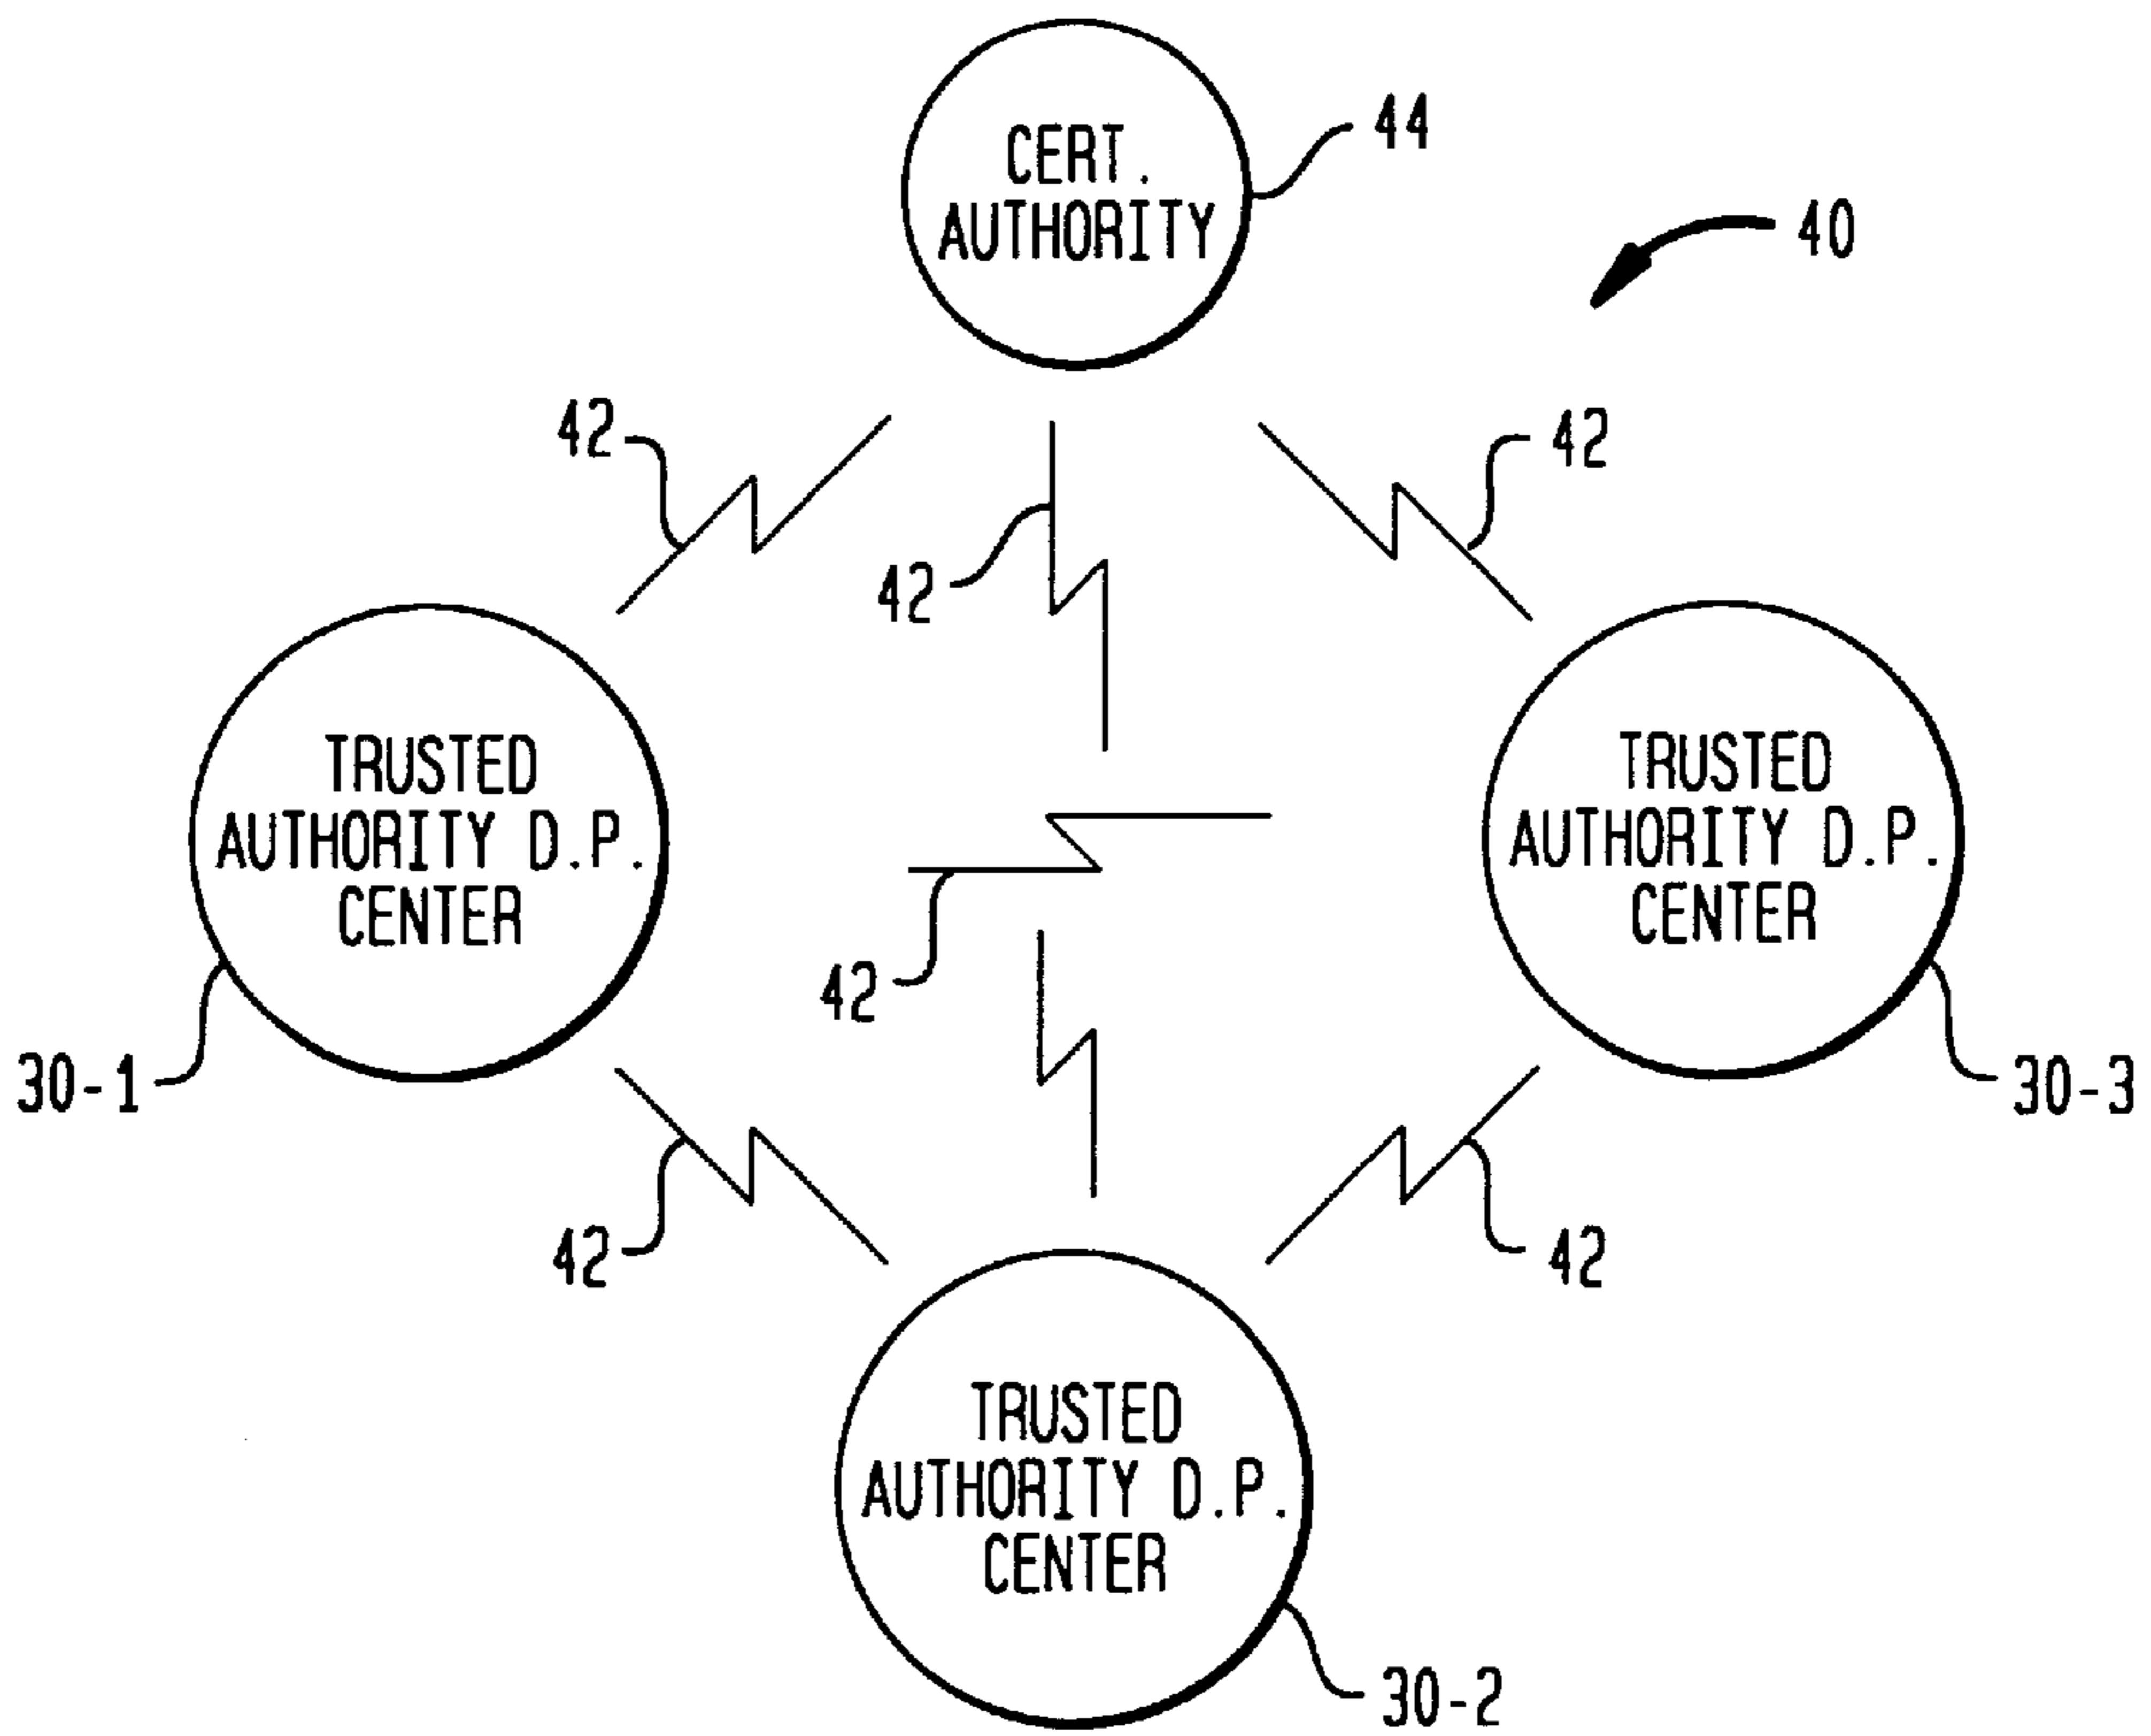 CERT.
AUTHORITY
44
40
42
42
42
TRUSTED
AUTHORITY D.P.
CENTER
TRUSTED
AUTHORITY D.P.
CENTER
42
30-1
30-3
42
42
TRUSTED
AUTHORITY D.P.
CENTER
30-2